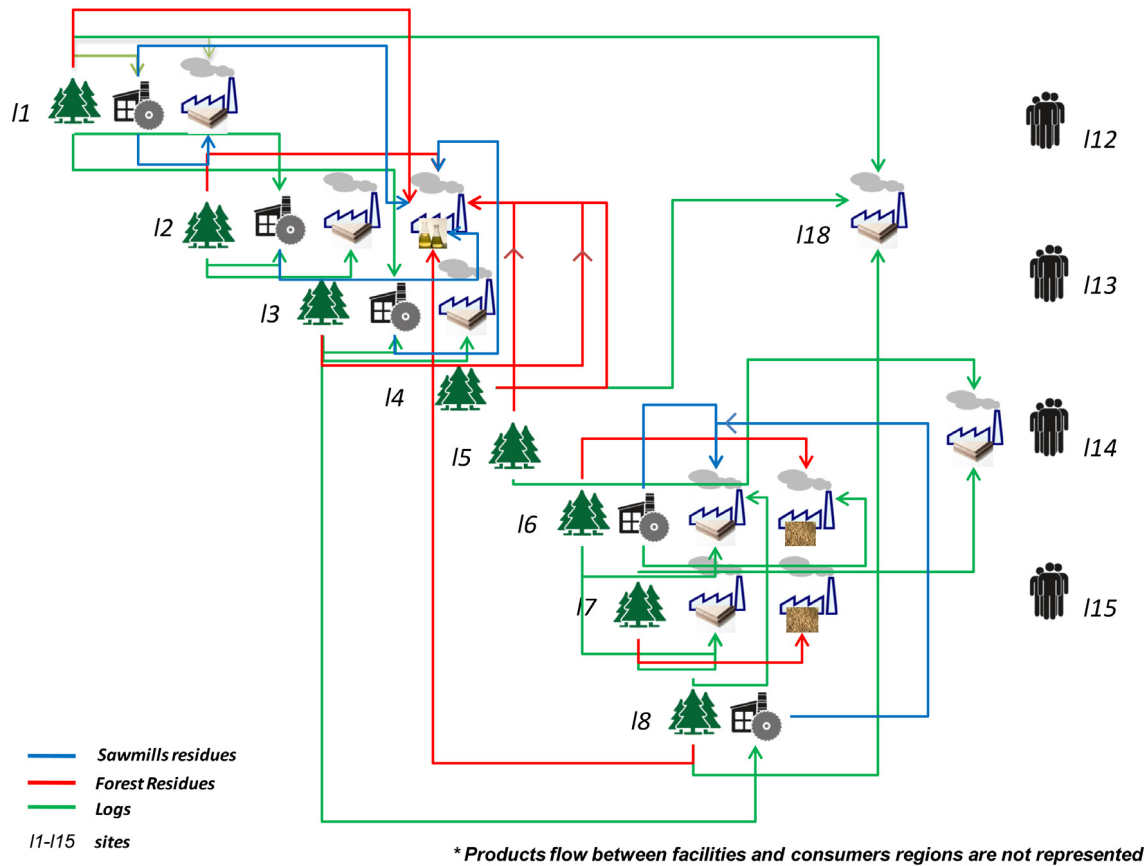 l1
l12
l2
l18
l13
l3
l4
l14
l5
l6
l7
l15
l8
Sawmills residues
Forest Residues
Logs
l1-l15 sites
* Products flow between facilities and consumers regions are not represented